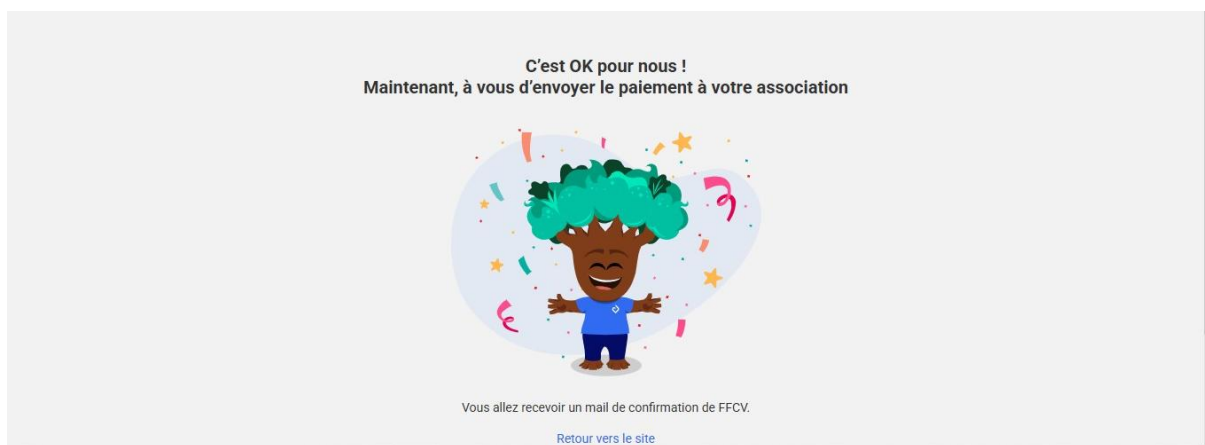 C’est OK pour nous !
Maintenant, à vous d’envoyer le paiement à votre association
Vous allez recevoir un mail de confirmation de FFCV.
Retour vers le site